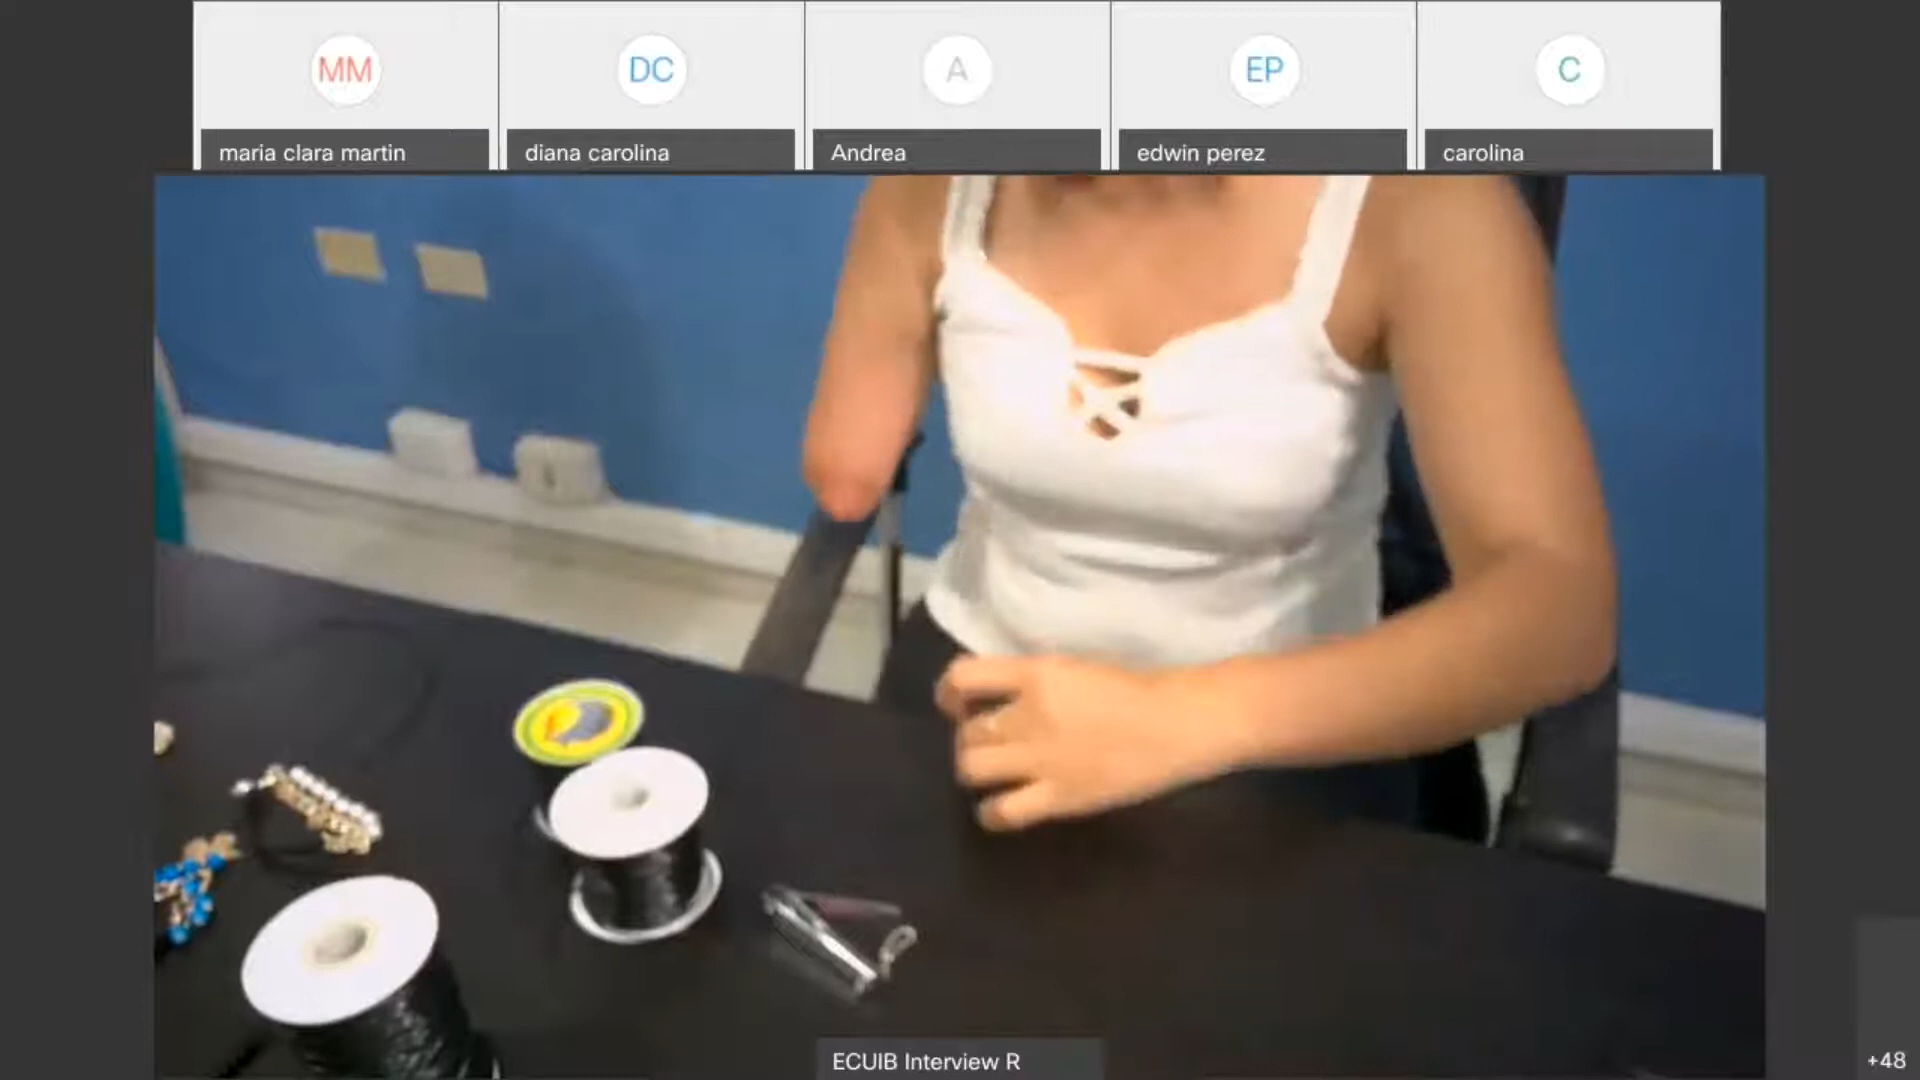 MM
DC
A
EP
C
maria clara martin
diana carolina
Andrea
edwin perez
carolina
ECUIB Interview R
+48